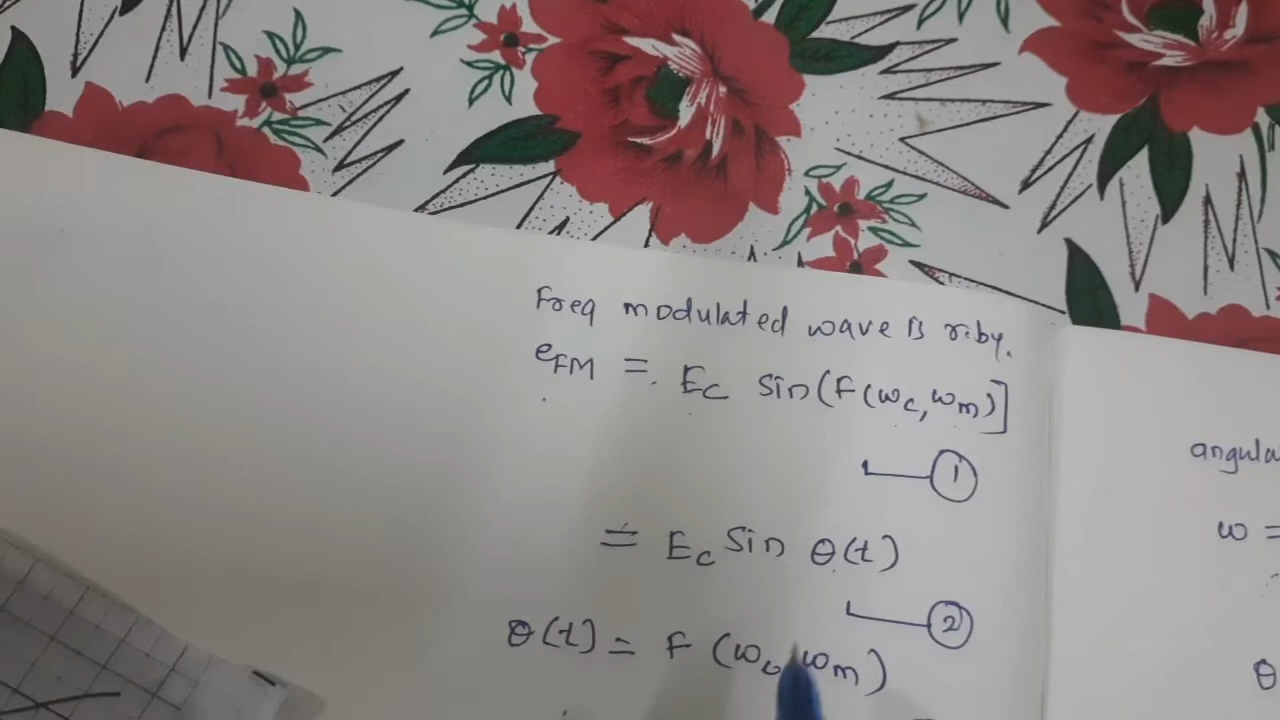 Freq modulated wave is r.by.
eFM = Ec Sin(F(ωc,ωm)]
①
= Ec Sin θ(t)
②
θ(t) = F (ωc, ωm)
angula
ω =
θ